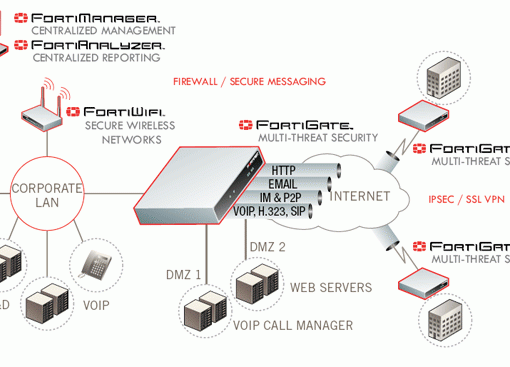 FORTIMANAGER.
CENTRALIZED MANAGEMENT
FORTIANALYZER.
CENTRALIZED REPORTING
FIREWALL / SECURE MESSAGING
FORTIWIFI.
SECURE WIRELESS
NETWORKS
FORTIGATE.
MULTI-THREAT SECURITY
FORTIGAT
MULTI-THREAT S
HTTP
EMAIL
IM & P2P
VOIP, H.323, SIP
INTERNET
IPSEC / SSL VPN
CORPORATE
LAN
DMZ 2
FORTIGAT
MULTI-THREAT S
DMZ 1
WEB SERVERS
&D
VOIP
VOIP CALL MANAGER